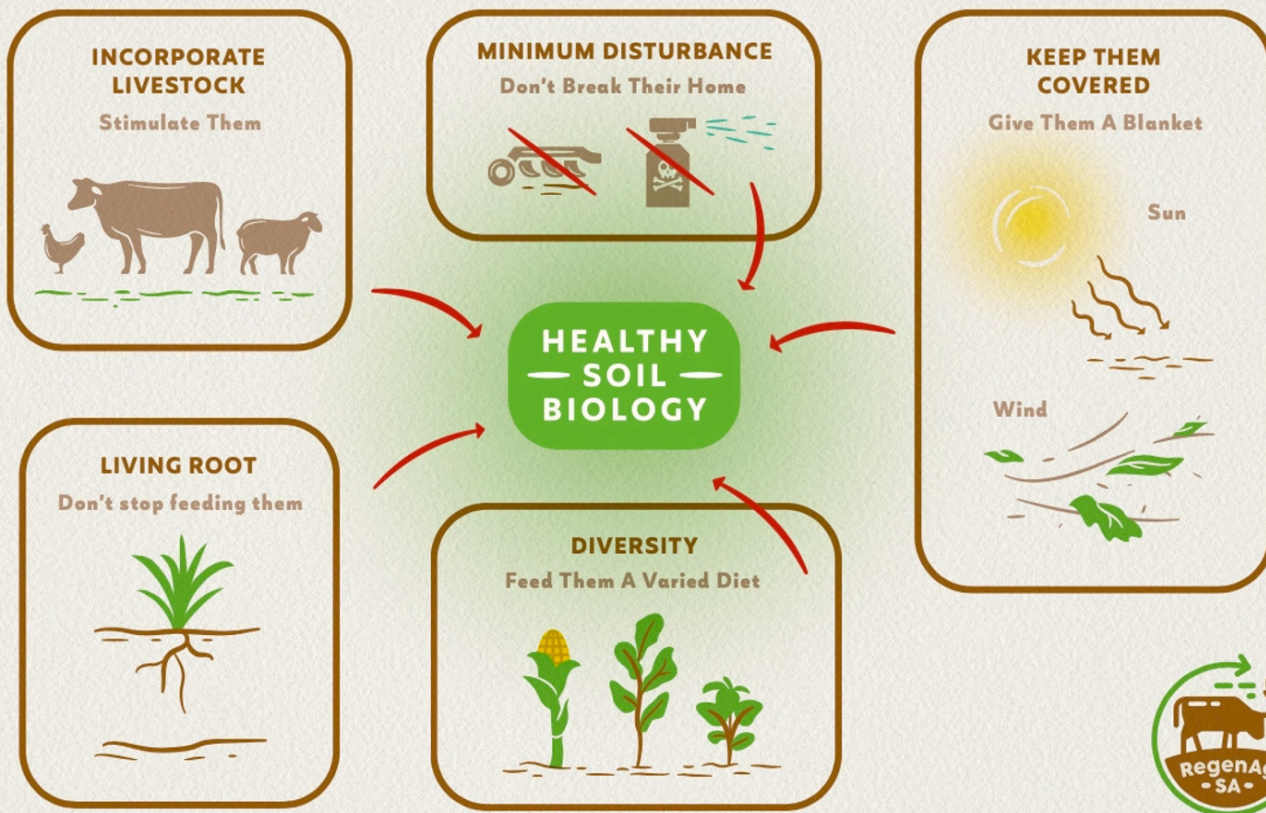 INCORPORATE
LIVESTOCK
Stimulate Them
MINIMUM DISTURBANCE
Don't Break Their Home
KEEP THEM
COVERED
Give Them A Blanket
Sun
Wind
HEALTHY
SOIL
BIOLOGY
LIVING ROOT
Don't stop feeding them
DIVERSITY
Feed Them A Varied Diet
RegenAg
SA